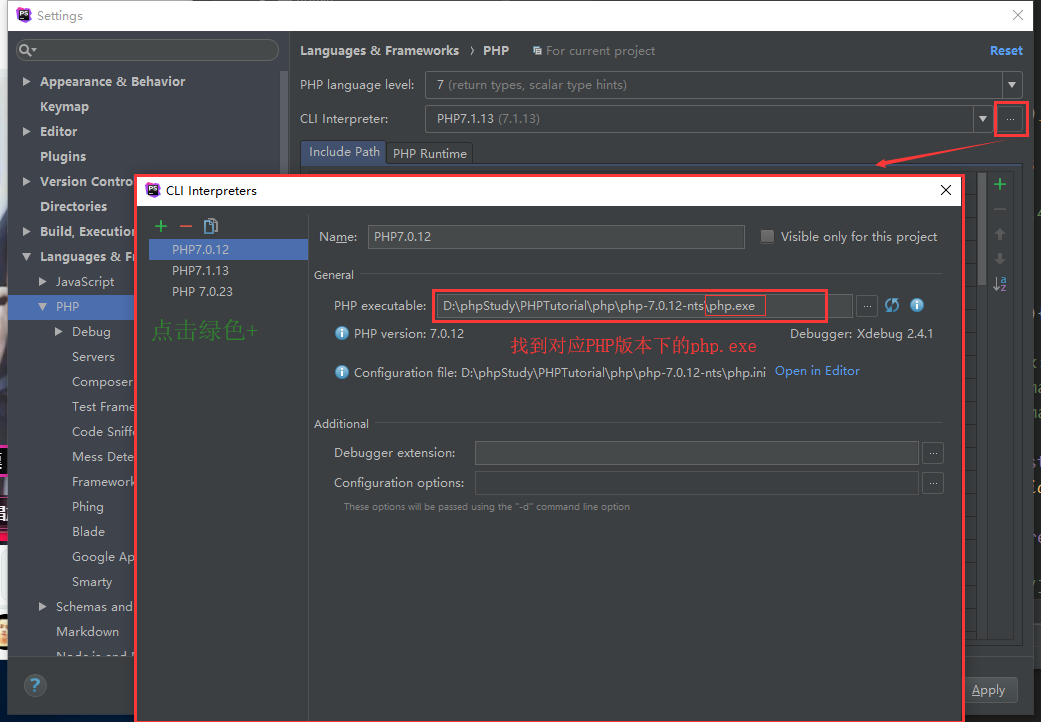 PS Settings
Languages & Frameworks › PHP For current project Reset
PHP language level: 7 (return types, scalar type hints)
CLI Interpreter: PHP7.1.13 (7.1.13) ...
Include Path PHP Runtime
Appearance & Behavior
Keymap
Editor
Plugins
Version Contro
Directories
Build, Execution
Languages & Fr
JavaScript
PHP
Debug
Servers
Composer
Test Frame
Code Sniffe
Mess Dete
Framework
Phing
Blade
Google Ap
Smarty
Schemas and
Markdown
PS CLI Interpreters
PHP7.0.12
PHP7.1.13
PHP 7.0.23
点击绿色+
Name: PHP7.0.12 Visible only for this project
General
PHP executable: D:\phpStudy\PHPTutorial\php\php-7.0.12-nts\php.exe ...
PHP version: 7.0.12 Debugger: Xdebug 2.4.1
找到对应PHP版本下的php.exe
Configuration file: D:\phpStudy\PHPTutorial\php\php-7.0.12-nts\php.ini Open in Editor
Additional
Debugger extension: ...
Configuration options: ...
These options will be passed using the "-d" command line option
? Apply